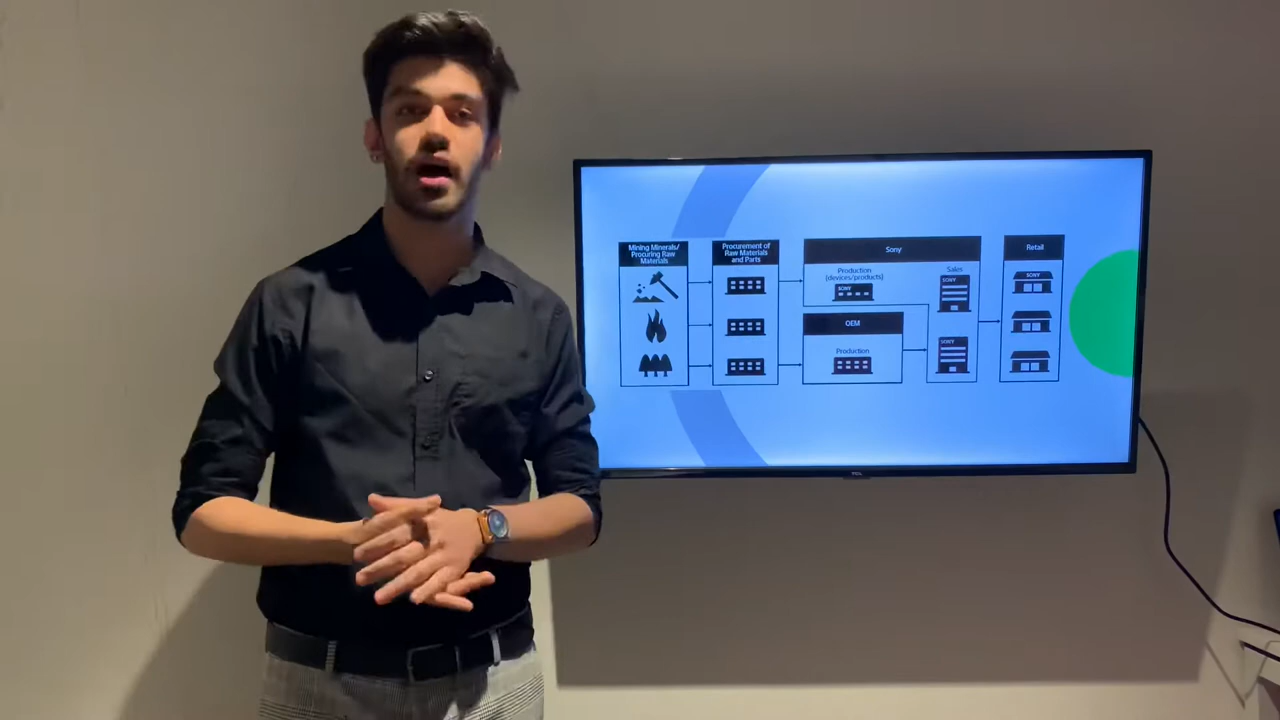 Mining Minerals/
Procuring Raw
Materials
Procurement of
Raw Materials
and Parts
Sony
Production
(devices/products)
SONY
Sales
SONY
OEM
Production
SONY
Retail
SONY
TCL